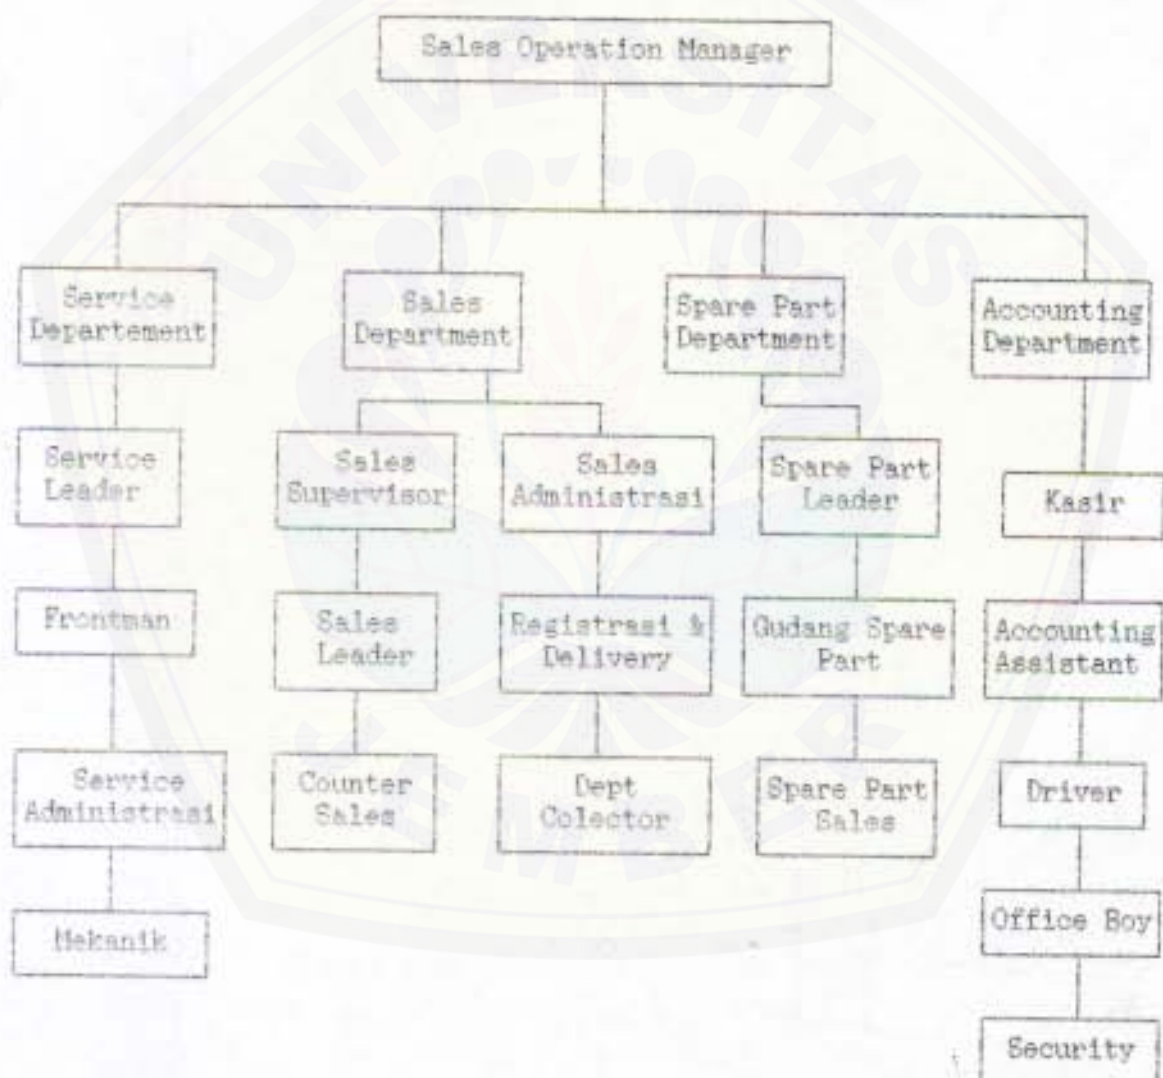 Sales Operation Manager
Service
Departement
Sales
Department
Spare Part
Department
Accounting
Department
Service
Leader
Sales
Supervisor
Sales
Administrasi
Spare Part
Leader
Kasir
Frontman
Sales
Leader
Registrasi &
Delivery
Gudang Spare
Part
Accounting
Assistant
Service
Administrasi
Counter
Sales
Dept
Colector
Spare Part
Sales
Driver
Mekanik
Office Boy
Security
UNIVERSITAS
JEMBER